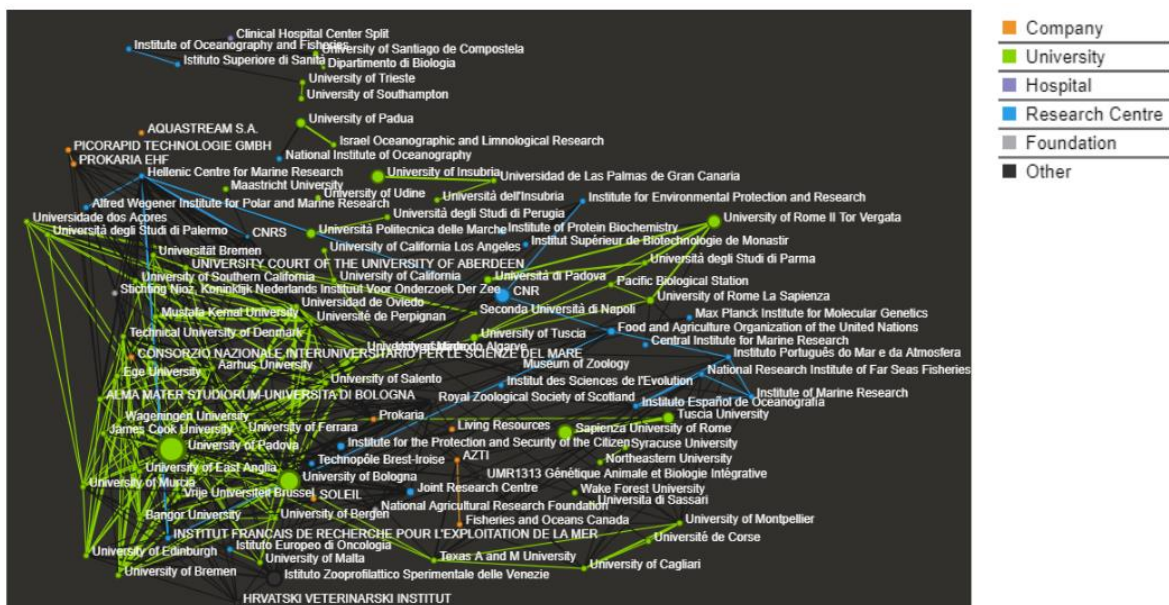 Clinical Hospital Center Split
Institute of Oceanography and Fisheries
University of Santiago de Compostela
Istituto Superiore di Sanità
Dipartimento di Biologia
University of Trieste
University of Southampton
University of Padua
AQUASTREAM S.A.
Israel Oceanographic and Limnological Research
PICORAPID TECHNOLOGIE GMBH
National Institute of Oceanography
PROKARIA EHF
Hellenic Centre for Marine Research
University of Insubria
Universidad de Las Palmas de Gran Canaria
Maastricht University
University of Udine
Università dell'Insubria
Institute for Environmental Protection and Research
Alfred Wegener Institute for Polar and Marine Research
Universidade dos Açores
Università degli Studi di Perugia
University of Rome II Tor Vergata
Università degli Studi di Palermo
CNRS
Università Politecnica delle Marche
Institute of Protein Biochemistry
Universität Bremen
University of California Los Angeles
Institut Supérieur de Biotechnologie de Monastir
UNIVERSITY COURT OF THE UNIVERSITY OF ABERDEEN
Università degli Studi di Parma
University of Southern California
University of California
Università di Padova
Pacific Biological Station
Stichting Nioz, Koninklijk Nederlands Instituut Voor Onderzoek Der Zee
CNR
Universidad de Oviedo
University of Rome La Sapienza
Mustafa Kemal University
Université de Perpignan
Seconda Università di Napoli
Max Planck Institute for Molecular Genetics
Technical University of Denmark
University of Tuscia
Food and Agriculture Organization of the United Nations
do Algarve
Central Institute for Marine Research
CONSORZIO NAZIONALE INTERUNIVERSITARIO PER LE SCIENZE DEL MARE
Instituto Português do Mar e da Atmosfera
Aarhus University
Museum of Zoology
Ege University
National Research Institute of Far Seas Fisheries
University of Salento
Institut des Sciences de l'Evolution
ALMA MATER STUDIORUM-UNIVERSITA DI BOLOGNA
Royal Zoological Society of Scotland
Institute of Marine Research
Instituto Español de Oceanografía
Wageningen University
Prokaria
Tuscia University
James Cook University
University of Ferrara
Living Resources
Sapienza University of Rome
University of Padova
Institute for the Protection and Security of the Citizen
Syracuse University
AZTI
Technopôle Brest-Iroise
Northeastern University
University of East Anglia
University of Bologna
UMR1313 Génétique Animale et Biologie Intégrative
University of Murcia
Vrije Universiteit Brussel
SOLEIL
Joint Research Centre
Wake Forest University
Universita di Sassari
National Agricultural Research Foundation
Bangor University
University of Bergen
Fisheries and Oceans Canada
University of Montpellier
INSTITUT FRANÇAIS DE RECHERCHE POUR L'EXPLOITATION DE LA MER
Université de Corse
University of Edinburgh
Istituto Europeo di Oncologia
University of Malta
Texas A and M University
University of Cagliari
University of Bremen
Istituto Zooprofilattico Sperimentale delle Venezie
HRVATSKI VETERINARSKI INSTITUT
Company
University
Hospital
Research Centre
Foundation
Other